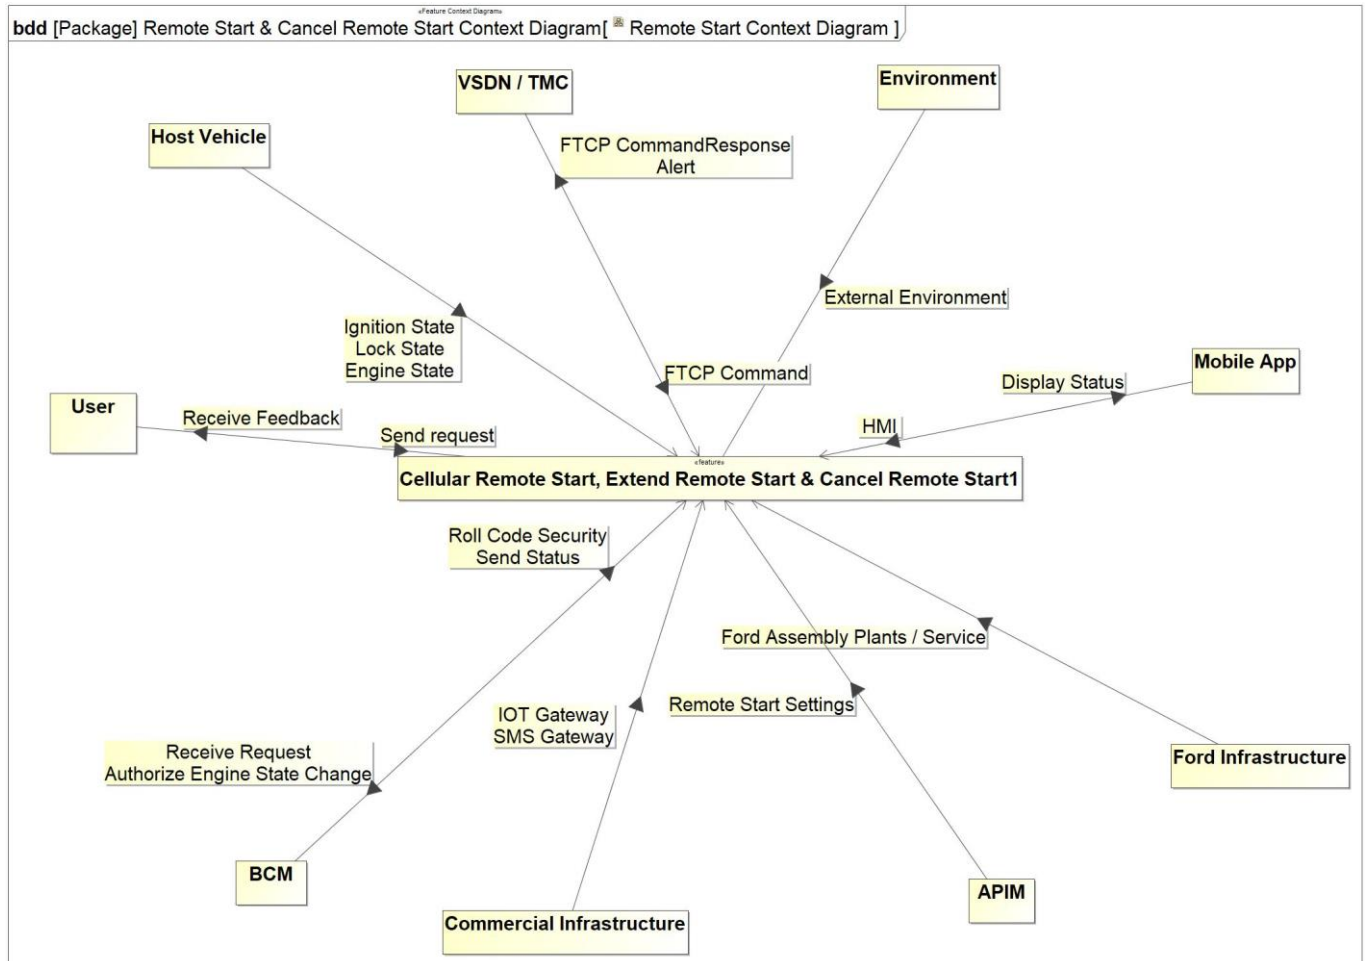 «Feature Context Diagram»
bdd [Package] Remote Start & Cancel Remote Start Context Diagram[ Remote Start Context Diagram ]
VSDN / TMC
Environment
Host Vehicle
FTCP CommandResponse
Alert
External Environment
Ignition State
Lock State
Engine State
FTCP Command
Mobile App
Display Status
User
Receive Feedback
Send request
HMI
«feature»
Cellular Remote Start, Extend Remote Start & Cancel Remote Start1
Roll Code Security
Send Status
Ford Assembly Plants / Service
Remote Start Settings
IOT Gateway
SMS Gateway
Receive Request
Authorize Engine State Change
Ford Infrastructure
BCM
APIM
Commercial Infrastructure